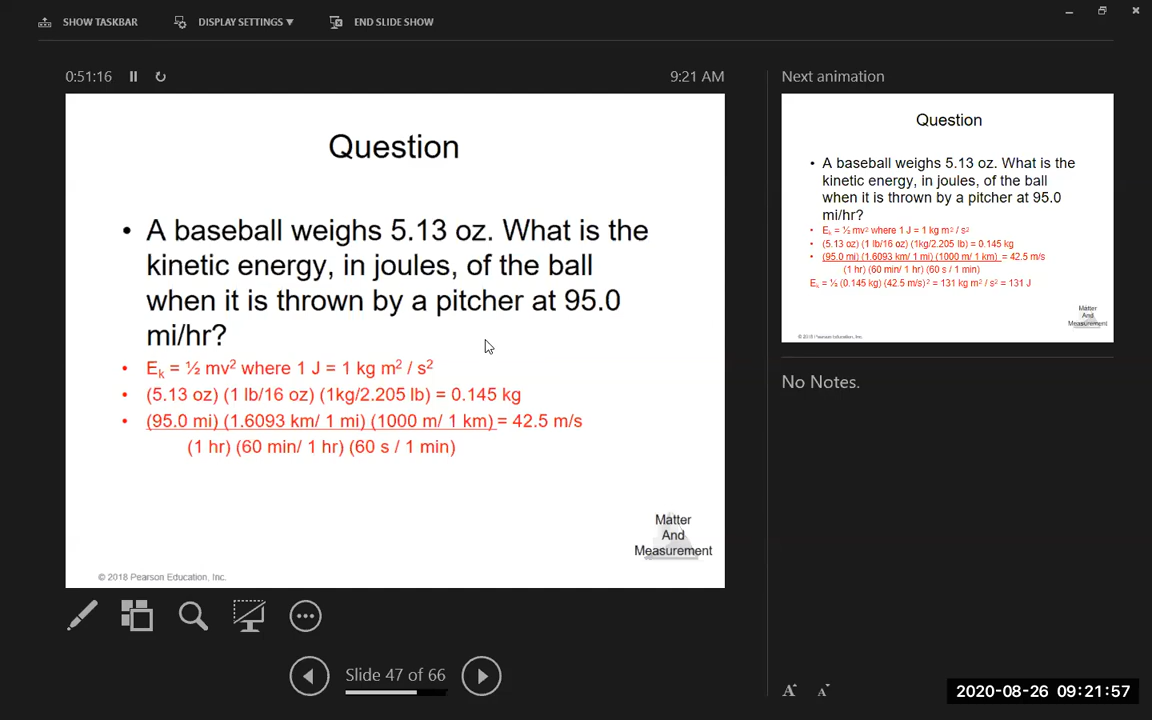 SHOW TASKBAR
DISPLAY SETTINGS ▾
END SLIDE SHOW
0:51:16
9:21 AM
Question
• A baseball weighs 5.13 oz. What is the
kinetic energy, in joules, of the ball
when it is thrown by a pitcher at 95.0
mi/hr?
• Eₖ = ½ mv² where 1 J = 1 kg m² / s²
• (5.13 oz) (1 lb/16 oz) (1kg/2.205 lb) = 0.145 kg
• (95.0 mi) (1.6093 km/ 1 mi) (1000 m/ 1 km) = 42.5 m/s
(1 hr) (60 min/ 1 hr) (60 s / 1 min)
Matter
And
Measurement
© 2018 Pearson Education, Inc.
Slide 47 of 66
Next animation
Question
• A baseball weighs 5.13 oz. What is the
kinetic energy, in joules, of the ball
when it is thrown by a pitcher at 95.0
mi/hr?
• Eₖ = ½ mv² where 1 J = 1 kg m² / s²
• (5.13 oz) (1 lb/16 oz) (1kg/2.205 lb) = 0.145 kg
• (95.0 mi) (1.6093 km/ 1 mi) (1000 m/ 1 km) = 42.5 m/s
(1 hr) (60 min/ 1 hr) (60 s / 1 min)
Eₖ = ½ (0.145 kg) (42.5 m/s)² = 131 kg m² / s² = 131 J
Matter
And
Measurement
© 2018 Pearson Education, Inc.
No Notes.
A A
2020-08-26 09:21:57